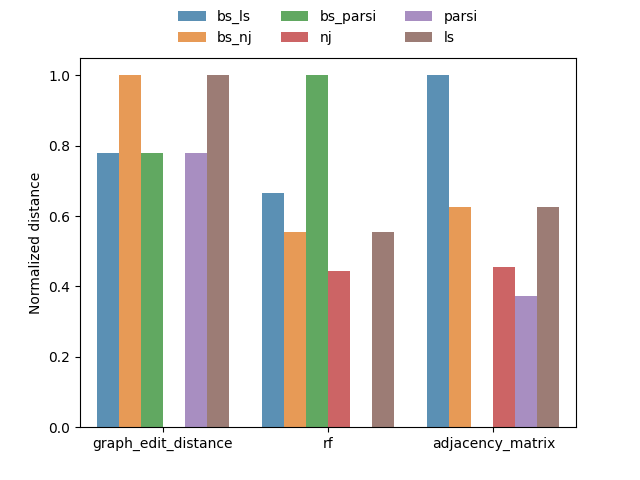 bs_ls bs_parsi parsi
bs_nj nj ls
1.0
0.8
0.6
0.4
0.2
0.0
Normalized distance
graph_edit_distance rf adjacency_matrix